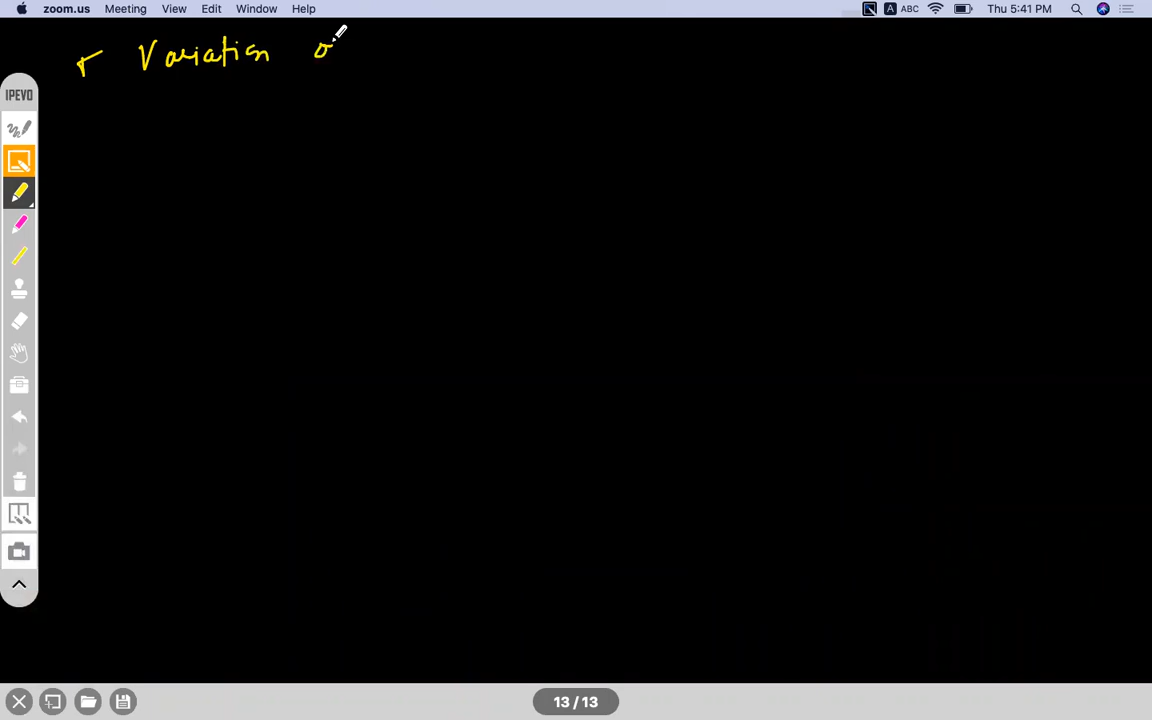 zoom.us Meeting View Edit Window Help A ABC Thu 5:41 PM
Variation o
IPEVO
13 / 13